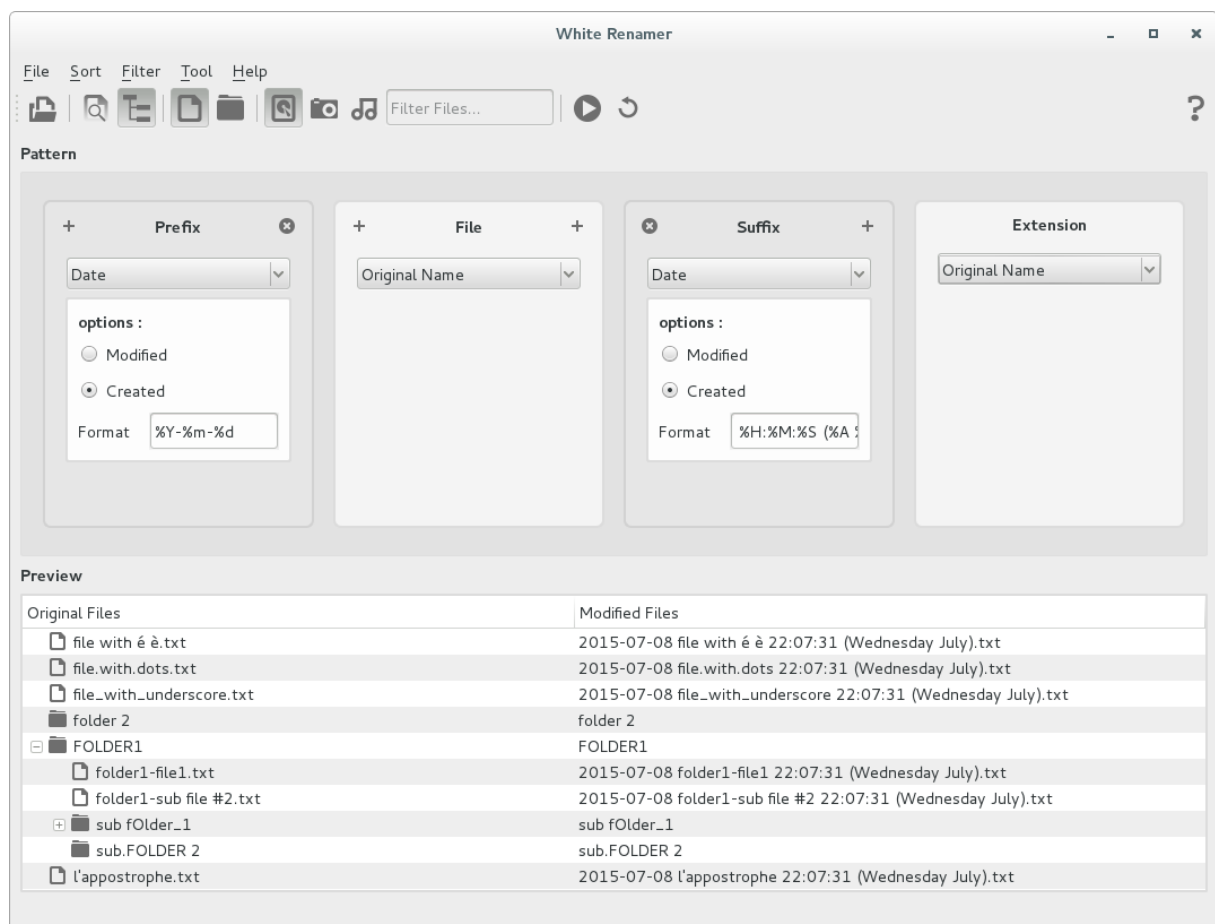 White Renamer
File Sort Filter Tool Help
Filter Files...
?
Pattern
+ Prefix
+ File +
Suffix +
Extension
Date
Original Name
Date
Original Name
options :
Modified
Created
Format %Y-%m-%d
options :
Modified
Created
Format %H:%M:%S (%A
Preview
Original Files Modified Files
file with é è.txt 2015-07-08 file with é è 22:07:31 (Wednesday July).txt
file.with.dots.txt 2015-07-08 file.with.dots 22:07:31 (Wednesday July).txt
file_with_underscore.txt 2015-07-08 file_with_underscore 22:07:31 (Wednesday July).txt
folder 2 folder 2
FOLDER1 FOLDER1
folder1-file1.txt 2015-07-08 folder1-file1 22:07:31 (Wednesday July).txt
folder1-sub file #2.txt 2015-07-08 folder1-sub file #2 22:07:31 (Wednesday July).txt
sub fOlder_1 sub fOlder_1
sub.FOLDER 2 sub.FOLDER 2
l'appostrophe.txt 2015-07-08 l'appostrophe 22:07:31 (Wednesday July).txt